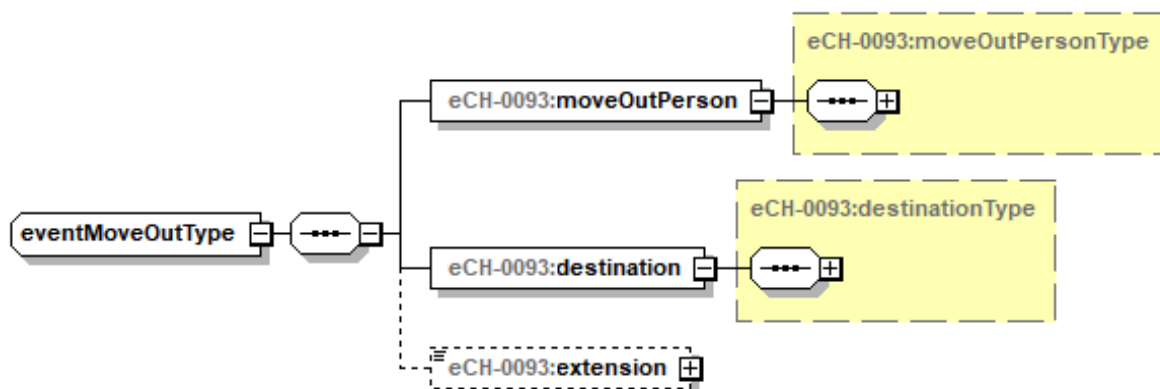 eCH-0093:moveOutPersonType
eCH-0093:moveOutPerson
eCH-0093:destinationType
eventMoveOutType
eCH-0093:destination
eCH-0093:extension